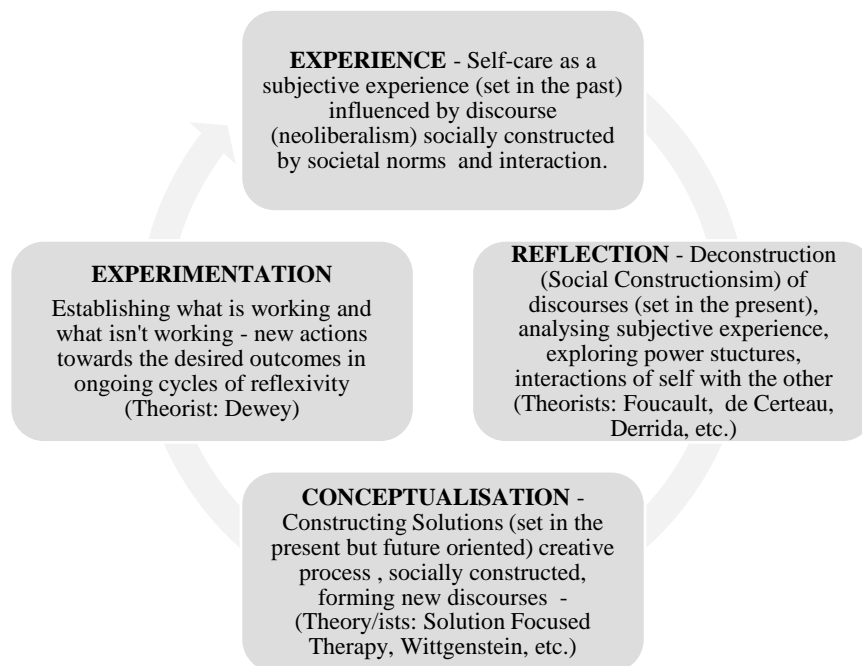 EXPERIENCE - Self-care as a
subjective experience (set in the past)
influenced by discourse
(neoliberalism) socially constructed
by societal norms and interaction.
REFLECTION - Deconstruction
(Social Constructionsim) of
discourses (set in the present),
analysing subjective experience,
exploring power stuctures,
interactions of self with the other
(Theorists: Foucault, de Certeau,
Derrida, etc.)
CONCEPTUALISATION -
Constructing Solutions (set in the
present but future oriented) creative
process , socially constructed,
forming new discourses -
(Theory/ists: Solution Focused
Therapy, Wittgenstein, etc.)
EXPERIMENTATION
Establishing what is working and
what isn't working - new actions
towards the desired outcomes in
ongoing cycles of reflexivity
(Theorist: Dewey)